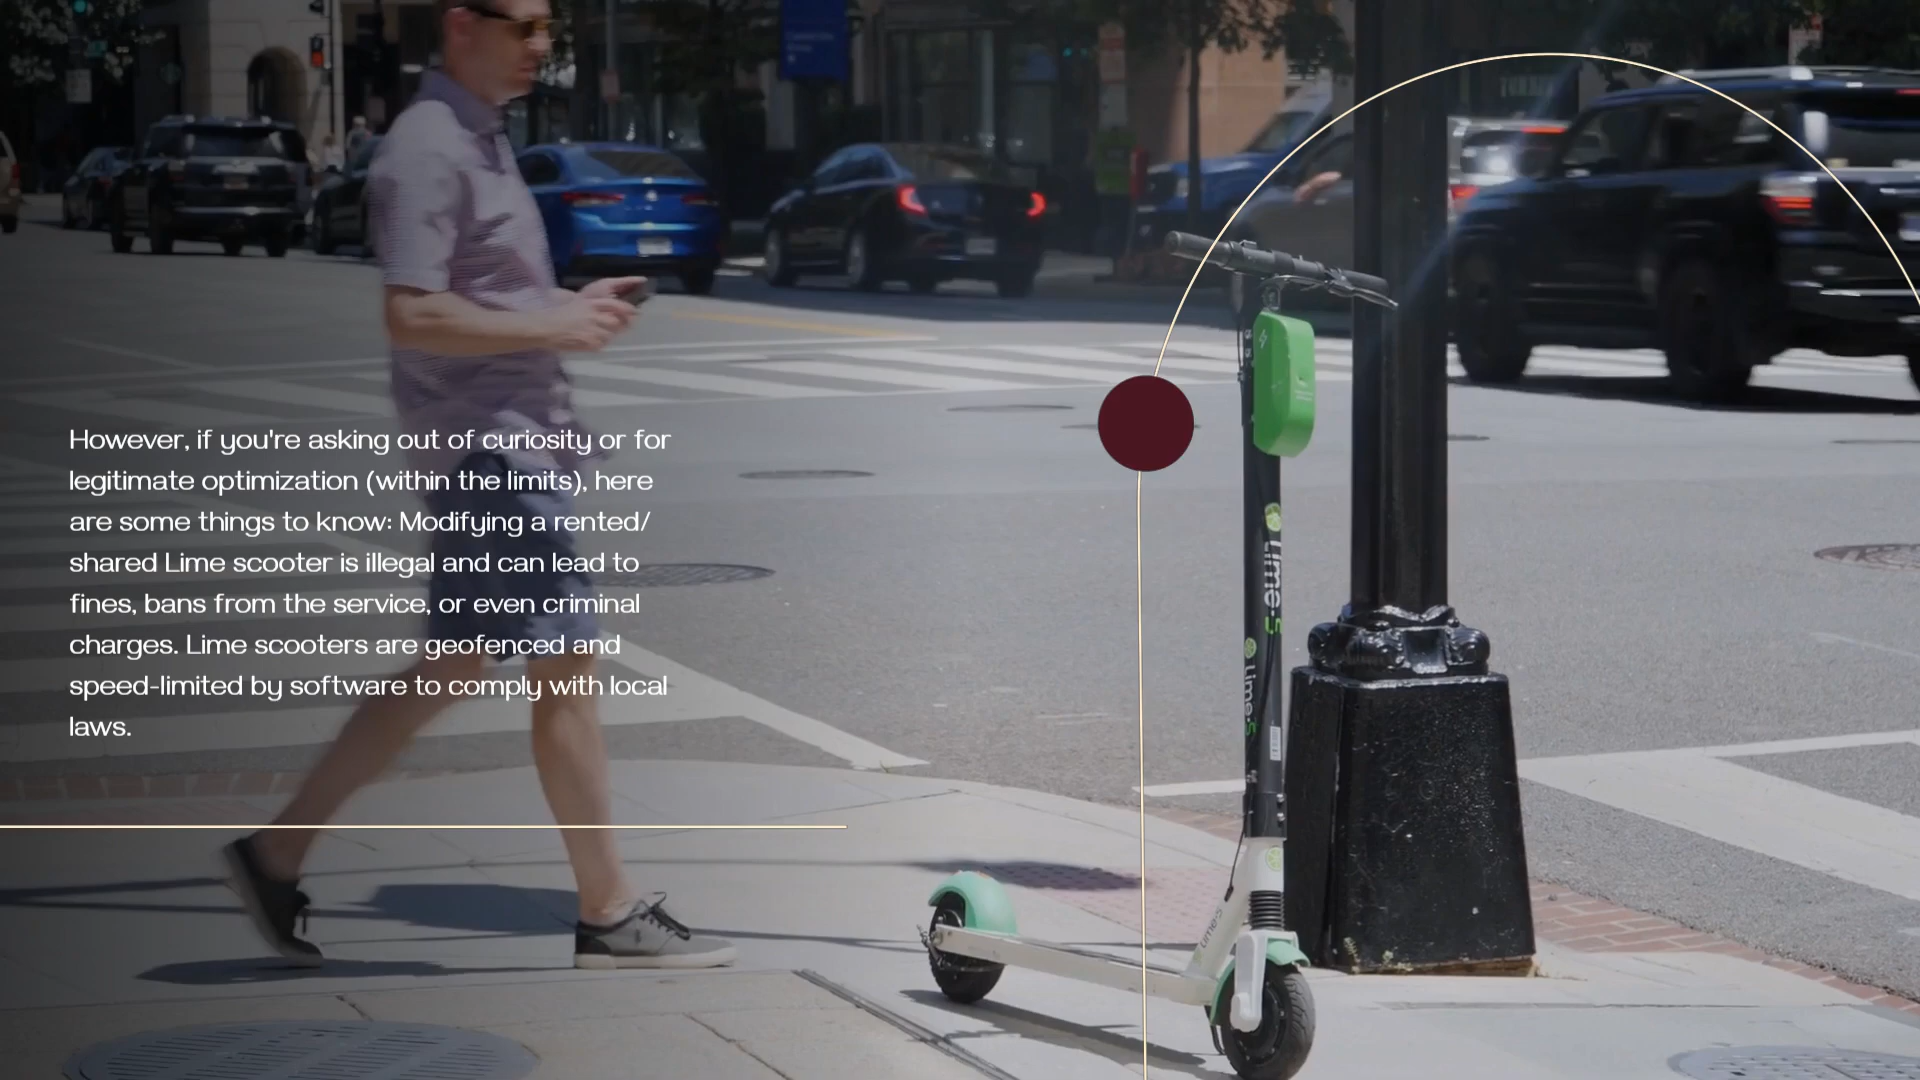 However, if you're asking out of curiosity or for
legitimate optimization (within the limits), here
are some things to know: Modifying a rented/
shared Lime scooter is illegal and can lead to
fines, bans from the service, or even criminal
charges. Lime scooters are geofenced and
speed-limited by software to comply with local
laws.
Lime-S
Lime-S